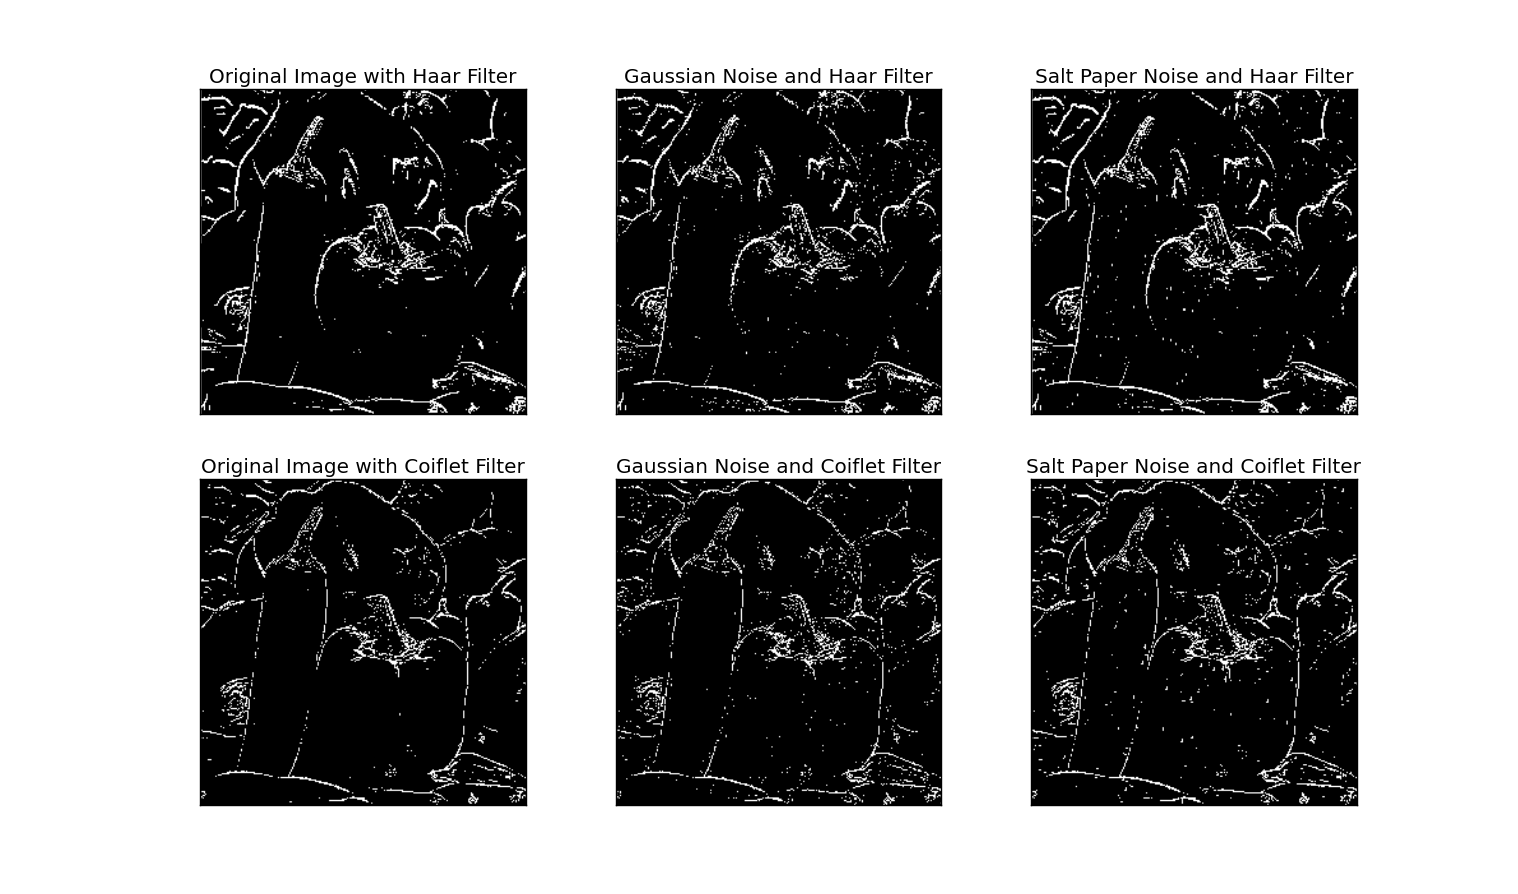 Original Image with Haar Filter
Gaussian Noise and Haar Filter
Salt Paper Noise and Haar Filter
Original Image with Coiflet Filter
Gaussian Noise and Coiflet Filter
Salt Paper Noise and Coiflet Filter